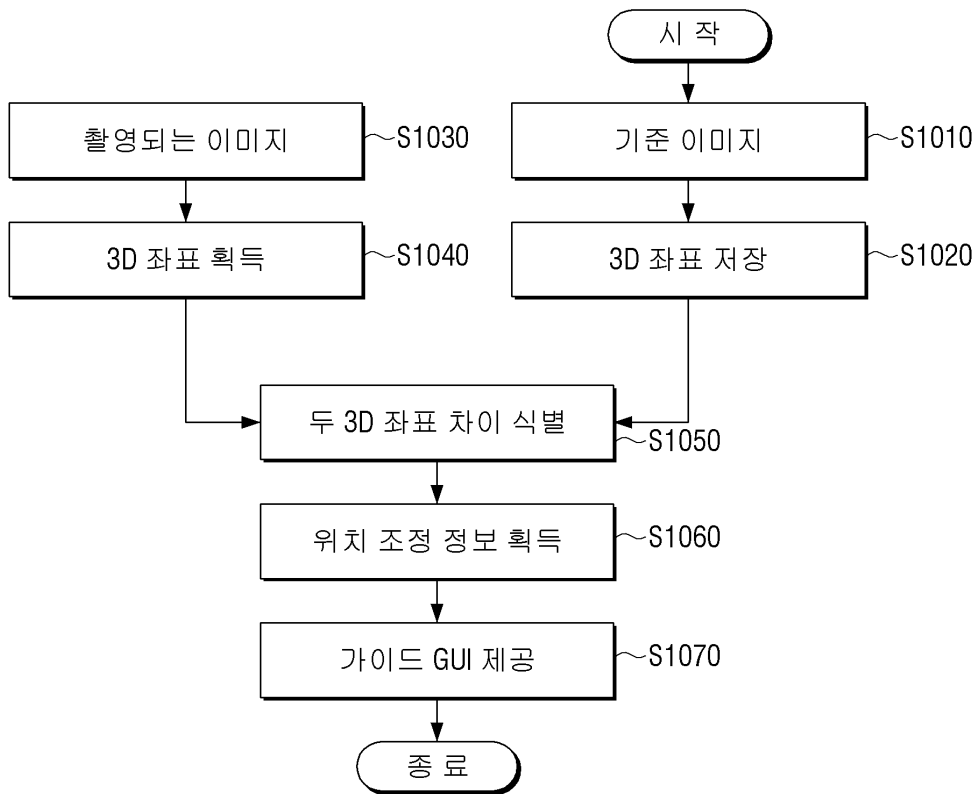 시 작
촬영되는 이미지
S1030
기준 이미지
S1010
3D 좌표 획득
S1040
3D 좌표 저장
S1020
두 3D 좌표 차이 식별
S1050
위치 조정 정보 획득
S1060
가이드 GUI 제공
S1070
종 료